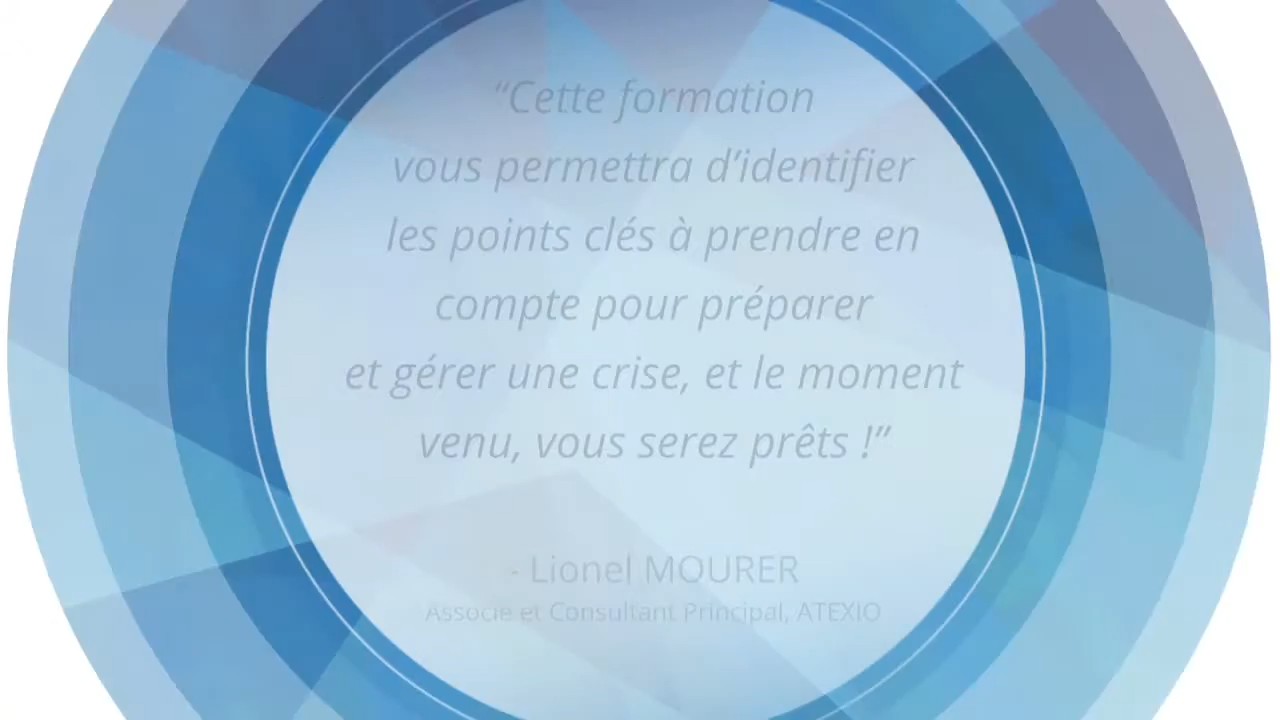 “Cette formation
vous permettra d’identifier
les points clés à prendre en
compte pour préparer
et gérer une crise, et le moment
venu, vous serez prêts !”
- Lionel MOURER
Associé et Consultant Principal, ATEXIO